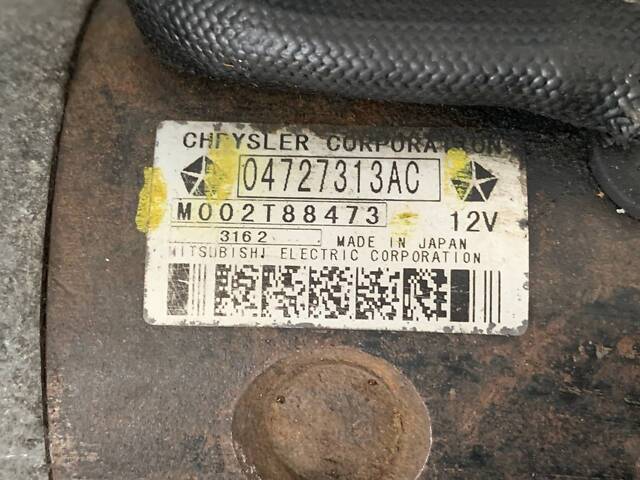 CHRYSLER CORPORATION
04727313AC
M002T88473 12V
3162 MADE IN JAPAN
MITSUBISHI ELECTRIC CORPORATION